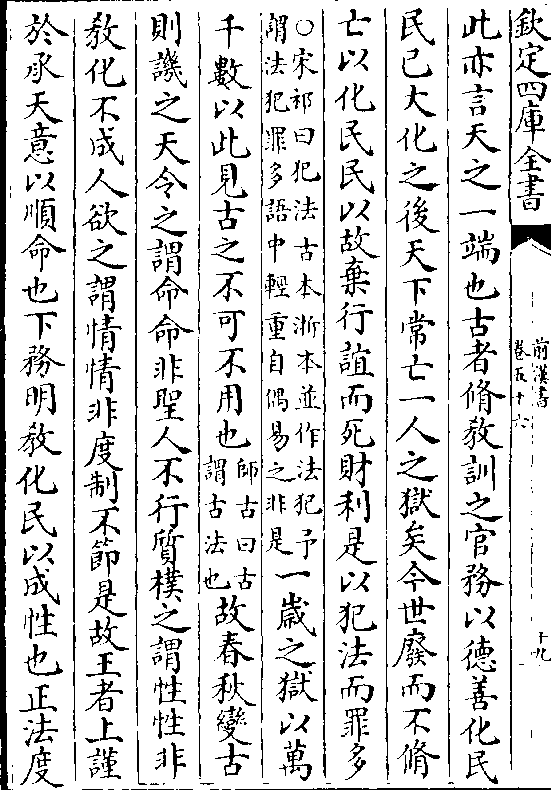 欽定四庫全書
前漢書
卷五十六
十九
此亦言天之一端也古者脩教訓之官務以德善化民
民已大化之後天下常亡一人之獄矣今世廢而不脩
亡以化民民以故棄行誼而死財利是以犯法而罪多
○宋祁曰犯法古本浙本並作法犯予
謂法犯罪多語中輕重自偶易之非是
一歲之獄以萬
千數以此見古之不可不用也
師古曰古
謂古法也
故春秋變古
則譏之天令之謂命命非聖人不行質樸之謂性性非
教化不成人欲之謂情情非度制不節是故王者上謹
於承天意以順命也下務明教化民以成性也正法度